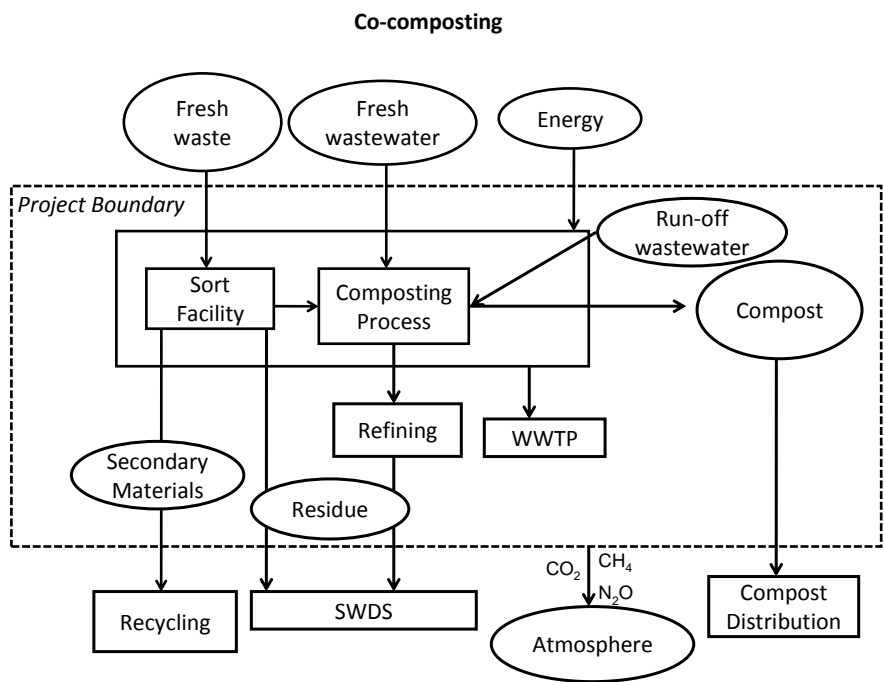 Co-composting
Fresh
waste
Fresh
wastewater
Energy
Project Boundary
Run-off
wastewater
Sort
Facility
Composting
Process
Compost
Refining
WWTP
Secondary
Materials
Residue
CO₂
CH₄
N₂O
Recycling
SWDS
Atmosphere
Compost
Distribution